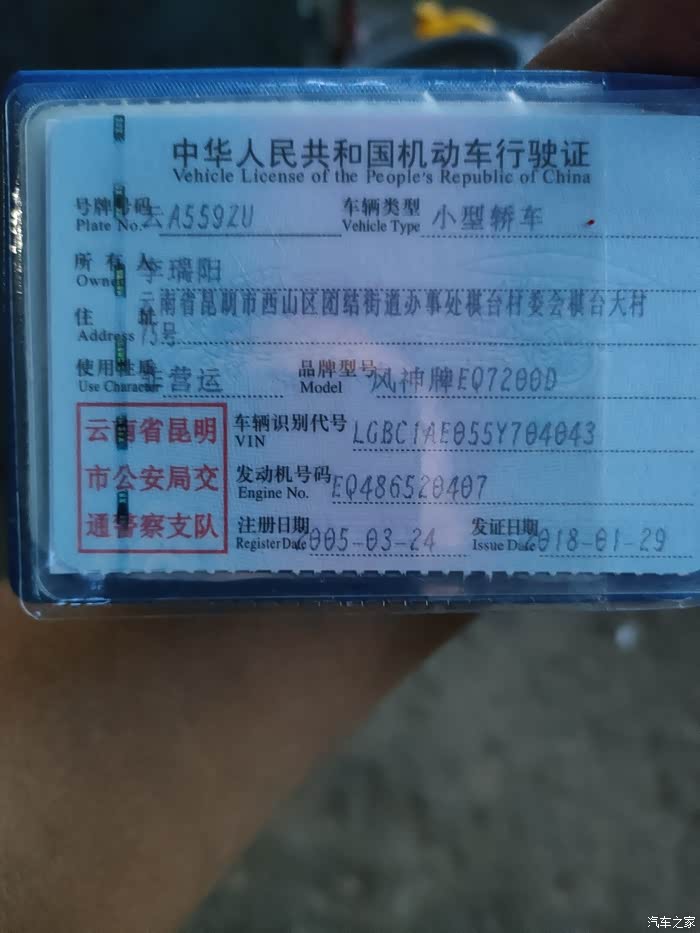 中华人民共和国机动车行驶证
Vehicle License of the People's Republic of China
号牌号码 云A559ZU 车辆类型 小型轿车
Plate No. Vehicle Type
所有人 李瑞阳
Owner
云南省昆明市西山区团结街道办事处棋台村委会棋台大村
住址 75号
Address
使用性质 非营运 品牌型号 风神牌EQ7200D
Use Character Model
云南省昆明
市公安局交
通警察支队
车辆识别代号 LGBC1AE055Y704043
VIN
发动机号码 EQ486520407
Engine No.
注册日期 2005-03-24 发证日期 2018-01-29
Register Date Issue Date
汽车之家